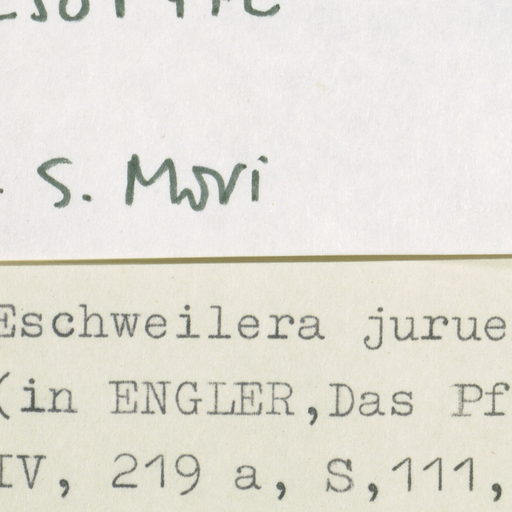 S. Mori
Eschweilera jurue
(in ENGLER,Das Pf
IV, 219 a, S,111,